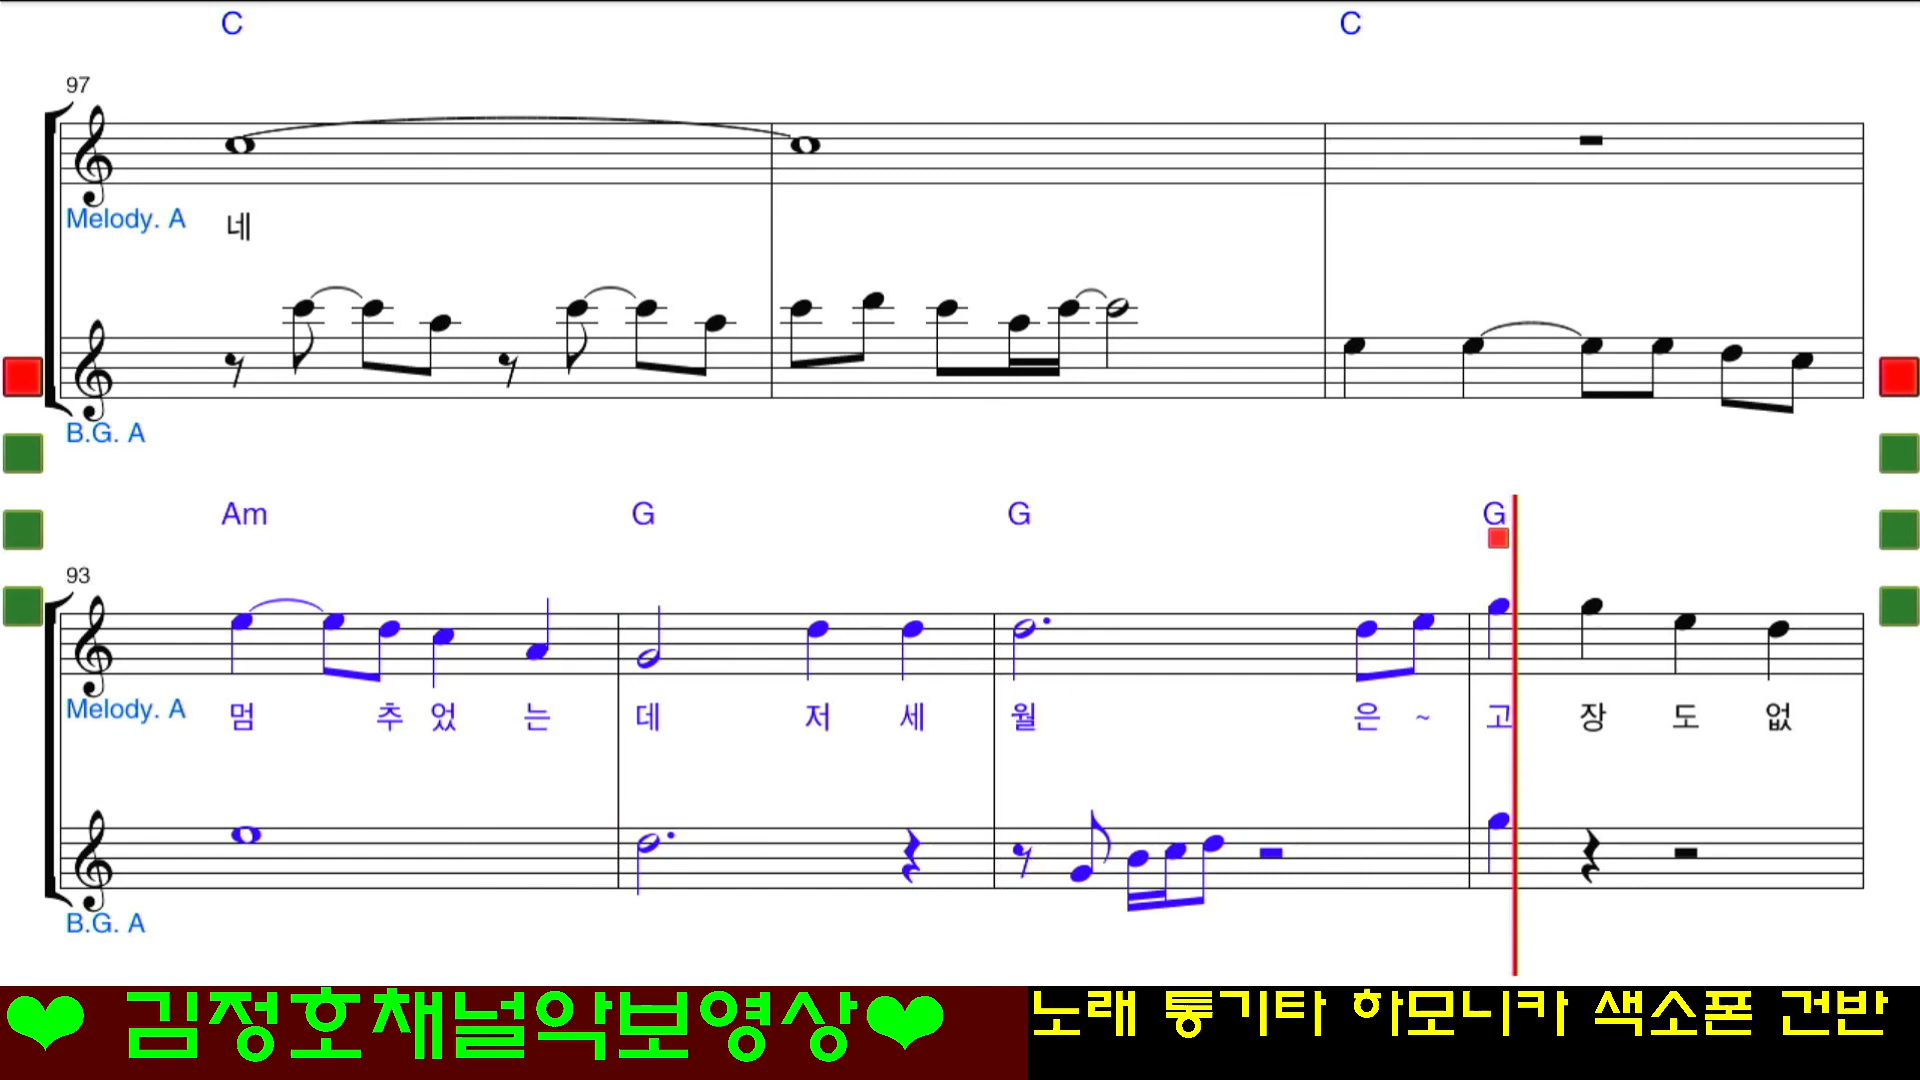 C C
97
Melody. A 네
B.G. A
Am G G G
93
Melody. A 멈 추 었 는 데 저 세 월 은 ~ 고 장 도 없
B.G. A
❤ 김정호채널악보영상❤ 노래 통기타 하모니카 색소폰 건반